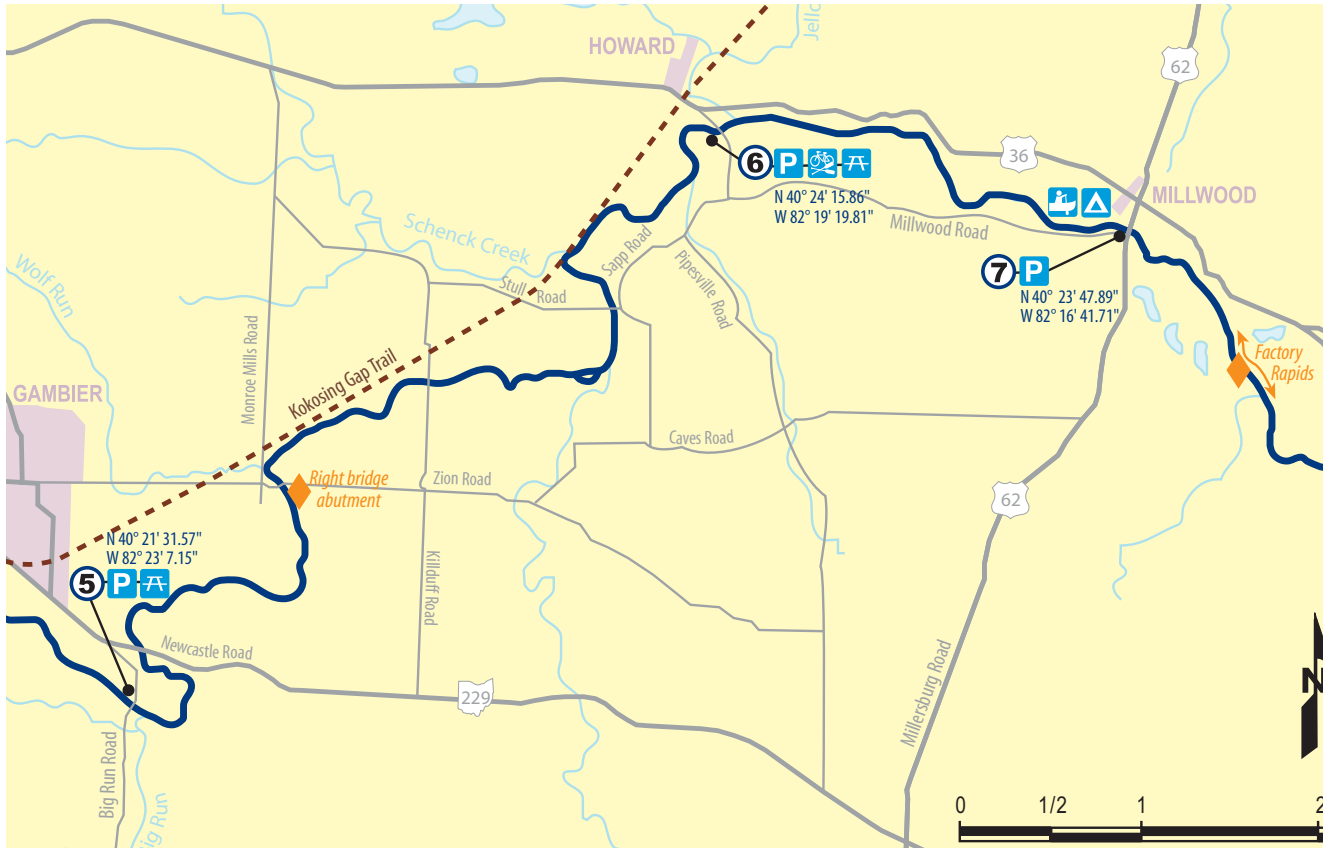 HOWARD
62
36
6 P
N 40° 24' 15.86"
W 82° 19' 19.81"
MILLWOOD
Millwood Road
Schenck Creek
Sapp Road
Pipesville Road
7 P
N 40° 23' 47.89"
W 82° 16' 41.71"
Wolf Run
Stull Road
Monroe Mills Road
Kokosing Gap Trail
Factory
Rapids
GAMBIER
Caves Road
Right bridge
abutment
Zion Road
62
N 40° 21' 31.57"
W 82° 23' 7.15"
5 P
Killduff Road
Newcastle Road
229
Millersburg Road
N
Big Run Road
0 1/2 1 2